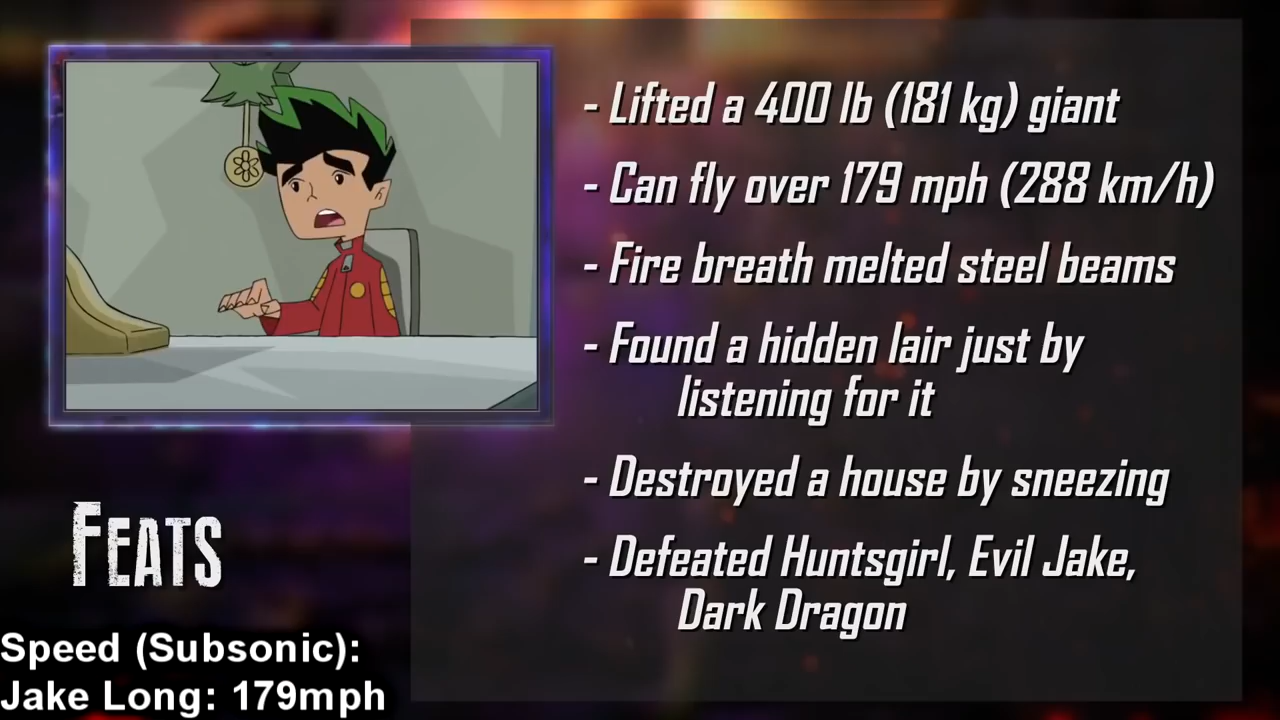 - Lifted a 400 lb (181 kg) giant
- Can fly over 179 mph (288 km/h)
- Fire breath melted steel beams
- Found a hidden lair just by
listening for it
- Destroyed a house by sneezing
- Defeated Huntsgirl, Evil Jake,
Dark Dragon
FEATS
Speed (Subsonic):
Jake Long: 179mph